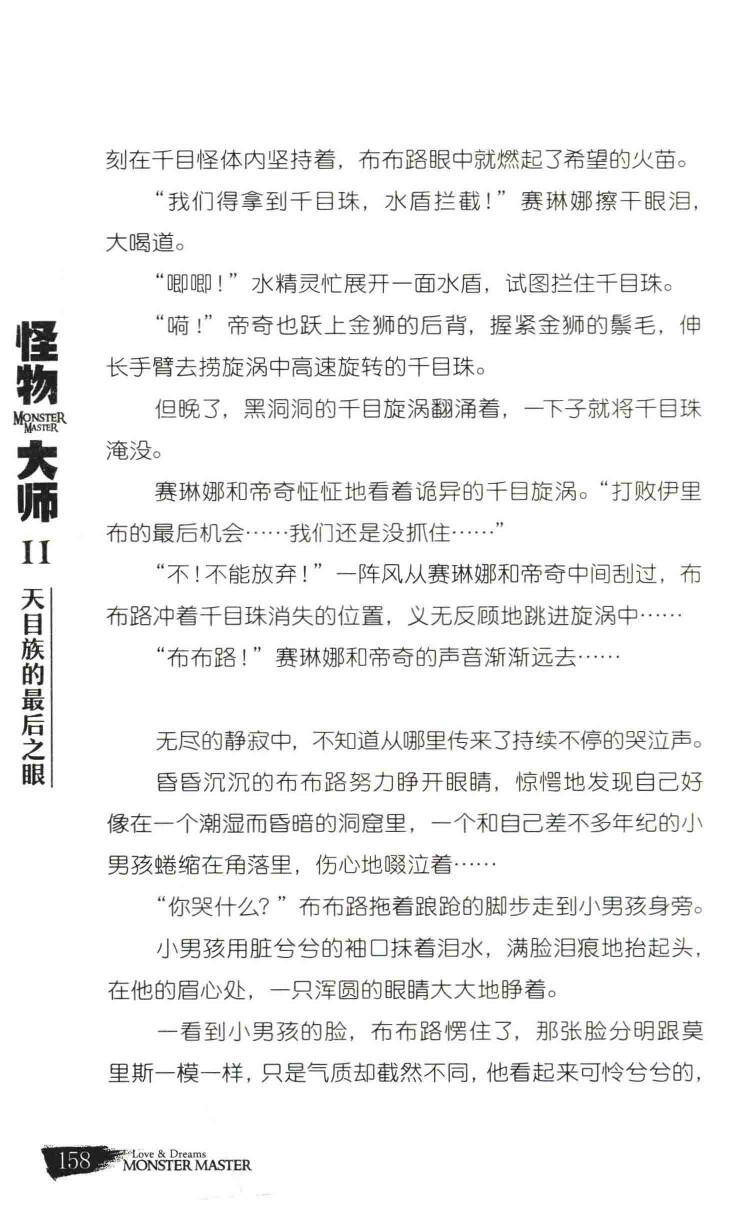 刻在千目怪体内坚持着，布布路眼中就燃起了希望的火苗。
“我们得拿到千目珠，水盾拦截！”赛琳娜擦干眼泪，
大喝道。
“唧唧！”水精灵忙展开一面水盾，试图拦住千目珠。
“嗬！”帝奇也跃上金狮的后背，握紧金狮的鬃毛，伸
长手臂去捞旋涡中高速旋转的千目珠。
但晚了，黑洞洞的千目旋涡翻涌着，一下子就将千目珠
淹没。
赛琳娜和帝奇怔怔地看着诡异的千目旋涡。“打败伊里
布的最后机会……我们还是没抓住……”
“不！不能放弃！”一阵风从赛琳娜和帝奇中间刮过，布
布路冲着千目珠消失的位置，义无反顾地跳进旋涡中……
“布布路！”赛琳娜和帝奇的声音渐渐远去……
无尽的静寂中，不知道从哪里传来了持续不停的哭泣声。
昏昏沉沉的布布路努力睁开眼睛，惊愕地发现自己好
像在一个潮湿而昏暗的洞窟里，一个和自己差不多年纪的小
男孩蜷缩在角落里，伤心地啜泣着……
“你哭什么？”布布路拖着踉跄的脚步走到小男孩身旁。
小男孩用脏兮兮的袖口抹着泪水，满脸泪痕地抬起头，
在他的眉心处，一只浑圆的眼睛大大地睁着。
一看到小男孩的脸，布布路愣住了，那张脸分明跟莫
里斯一模一样，只是气质却截然不同，他看起来可怜兮兮的，
怪物
MONSTER
MASTER
大师
II
天目族的最后之眼
158
To Love & Dreams
MONSTER MASTER